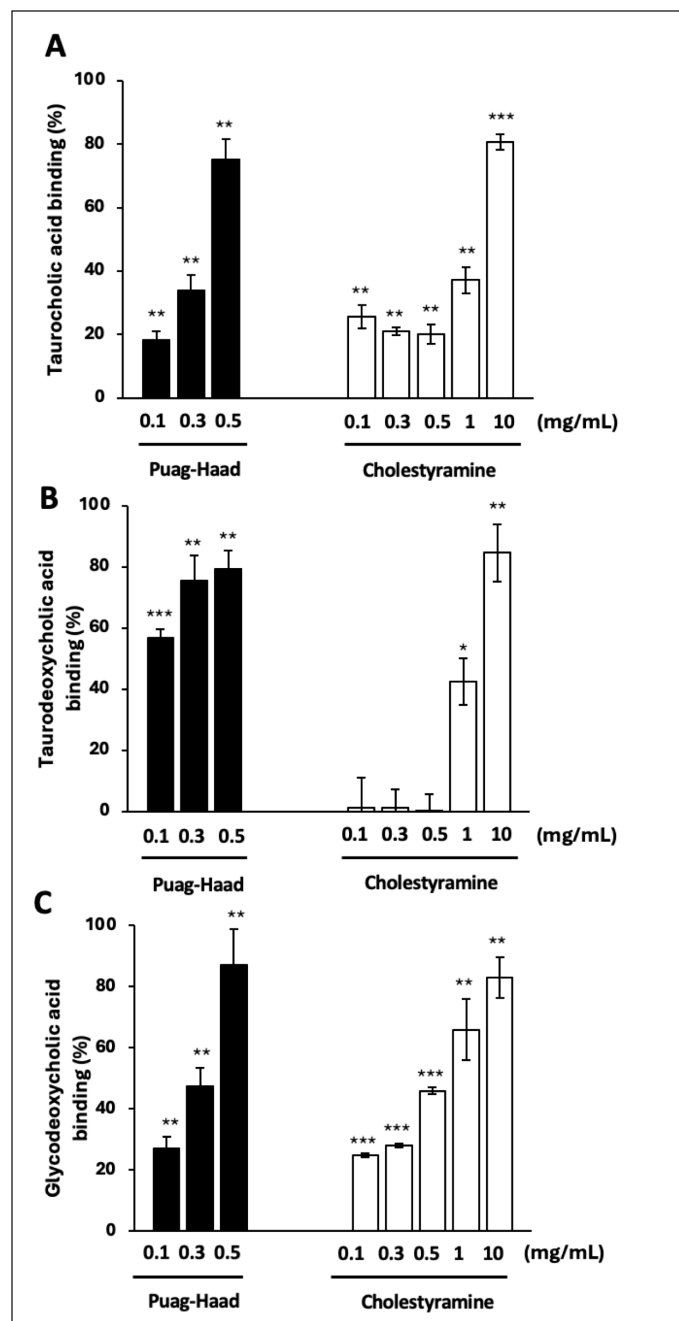 A
Taurocholic acid binding (%)
100
80
60
40
20
0
**
**
**
**
**
**
**
***
0.1 0.3 0.5 0.1 0.3 0.5 1 10 (mg/mL)
Puag-Haad Cholestyramine
B
Taurodeoxycholic acid
binding (%)
100
80
60
40
20
0
***
**
**
*
**
0.1 0.3 0.5 0.1 0.3 0.5 1 10 (mg/mL)
Puag-Haad Cholestyramine
C
Glycodeoxycholic acid
binding (%)
100
80
60
40
20
0
**
**
**
***
***
***
**
**
0.1 0.3 0.5 0.1 0.3 0.5 1 10 (mg/mL)
Puag-Haad Cholestyramine